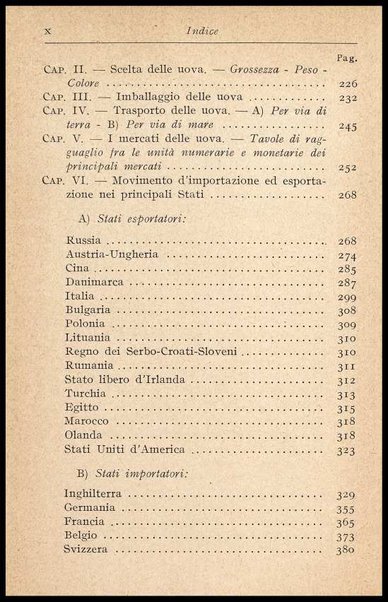 x Indice
Pag.
CAP. II. — Scelta delle uova. — Grossezza - Peso -
Colore . . . . . . . . . . . . . . . . . . . . . . . . . . . . . . 226
CAP. III. — Imballaggio delle uova . . . . . . . . . . . . 232
CAP. IV. — Trasporto delle uova. — A) Per via di
terra - B) Per via di mare . . . . . . . . . . . . . . . . 245
CAP. V. — I mercati delle uova. — Tavole di rag-
guaglio fra le unità numerarie e monetarie dei
principali mercati . . . . . . . . . . . . . . . . . . . . . . 252
CAP. VI. — Movimento d'importazione ed esporta-
zione nei principali Stati . . . . . . . . . . . . . . . . 268
A) Stati esportatori:
Russia . . . . . . . . . . . . . . . . . . . . . . . . . . . . 268
Austria-Ungheria . . . . . . . . . . . . . . . . . . . . . 274
Cina . . . . . . . . . . . . . . . . . . . . . . . . . . . . . 285
Danimarca . . . . . . . . . . . . . . . . . . . . . . . . . 287
Italia . . . . . . . . . . . . . . . . . . . . . . . . . . . . 299
Bulgaria . . . . . . . . . . . . . . . . . . . . . . . . . . 308
Polonia . . . . . . . . . . . . . . . . . . . . . . . . . . . 309
Lituania . . . . . . . . . . . . . . . . . . . . . . . . . . 310
Regno dei Serbo-Croati-Sloveni . . . . . . . . . . . 310
Rumania . . . . . . . . . . . . . . . . . . . . . . . . . . 311
Stato libero d'Irlanda . . . . . . . . . . . . . . . . . . 312
Turchia . . . . . . . . . . . . . . . . . . . . . . . . . . . 313
Egitto . . . . . . . . . . . . . . . . . . . . . . . . . . . . 315
Marocco . . . . . . . . . . . . . . . . . . . . . . . . . . 318
Olanda . . . . . . . . . . . . . . . . . . . . . . . . . . . 318
Stati Uniti d'America . . . . . . . . . . . . . . . . . . 323
B) Stati importatori:
Inghilterra . . . . . . . . . . . . . . . . . . . . . . . . . 329
Germania . . . . . . . . . . . . . . . . . . . . . . . . . 355
Francia . . . . . . . . . . . . . . . . . . . . . . . . . . . 365
Belgio . . . . . . . . . . . . . . . . . . . . . . . . . . . . 373
Svizzera . . . . . . . . . . . . . . . . . . . . . . . . . . 380